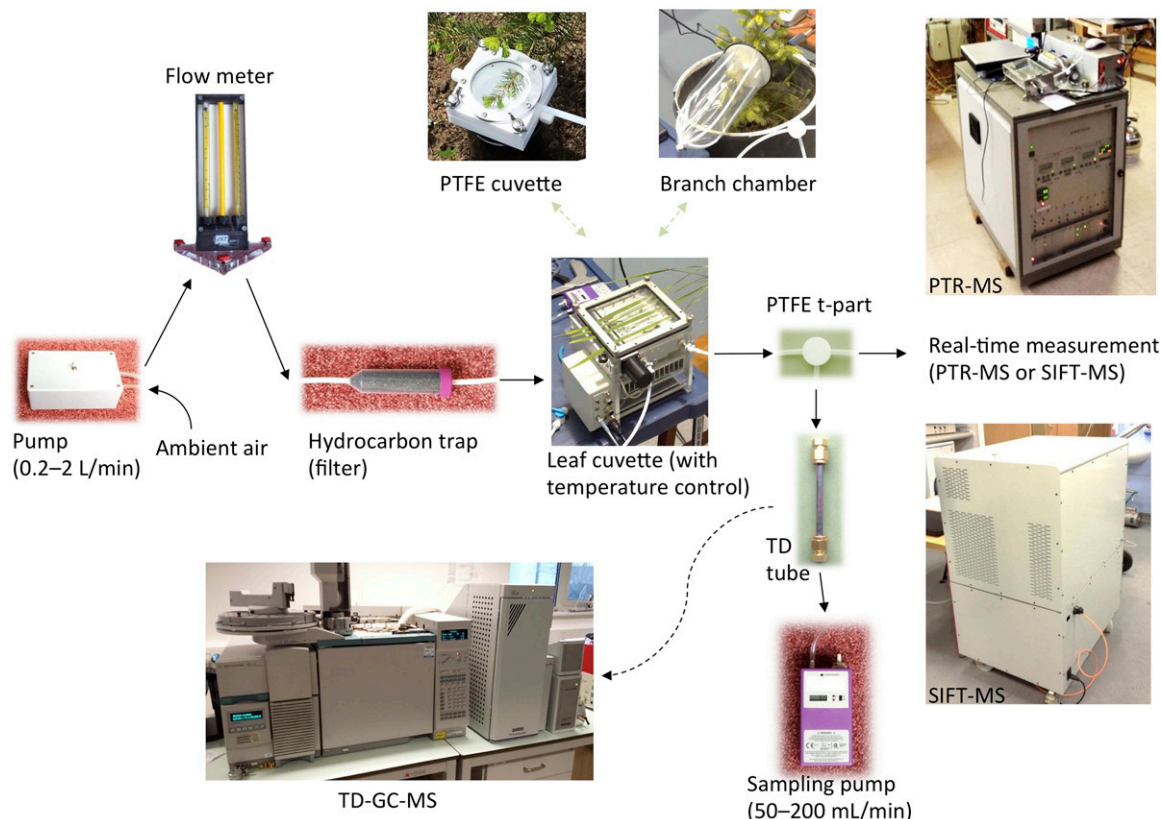 Flow meter
PTFE cuvette
Branch chamber
PTR-MS
PTFE t-part
Real-time measurement
(PTR-MS or SIFT-MS)
Pump
(0.2–2 L/min)
Ambient air
Hydrocarbon trap
(filter)
Leaf cuvette (with
temperature control)
TD
tube
SIFT-MS
TD-GC-MS
Sampling pump
(50–200 mL/min)